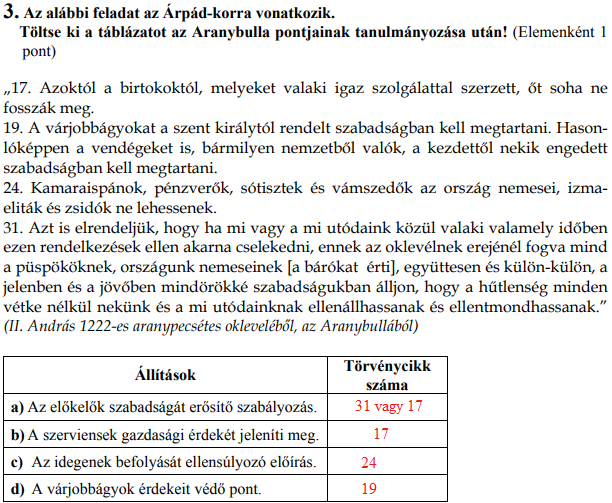 3. Az alábbi feladat az Árpád-korra vonatkozik.
Töltse ki a táblázatot az Aranybulla pontjainak tanulmányozása után! (Elemenként 1
pont)
„17. Azoktól a birtokoktól, melyeket valaki igaz szolgálattal szerzett, őt soha ne
fosszák meg.
19. A várjobbágyokat a szent királytól rendelt szabadságban kell megtartani. Hason-
lóképpen a vendégeket is, bármilyen nemzetből valók, a kezdettől nekik engedett
szabadságban kell megtartani.
24. Kamaraispánok, pénzverők, sótisztek és vámszedők az ország nemesei, izma-
eliták és zsidók ne lehessenek.
31. Azt is elrendeljük, hogy ha mi vagy a mi utódaink közül valaki valamely időben
ezen rendelkezések ellen akarna cselekedni, ennek az oklevélnek erejénél fogva mind
a püspököknek, országunk nemeseinek [a bárókat érti], együttesen és külön-külön, a
jelenben és a jövőben mindörökké szabadságukban álljon, hogy a hűtlenség minden
vétke nélkül nekünk és a mi utódainknak ellenállhassanak és ellentmondhassanak.”
(II. András 1222-es aranypecsétes okleveléből, az Aranybullából)
Állítások Törvénycikk
száma
a) Az előkelők szabadságát erősítő szabályozás. 31 vagy 17
b) A szerviensek gazdasági érdekét jeleníti meg. 17
c) Az idegenek befolyását ellensúlyozó előírás. 24
d) A várjobbágyok érdekeit védő pont. 19